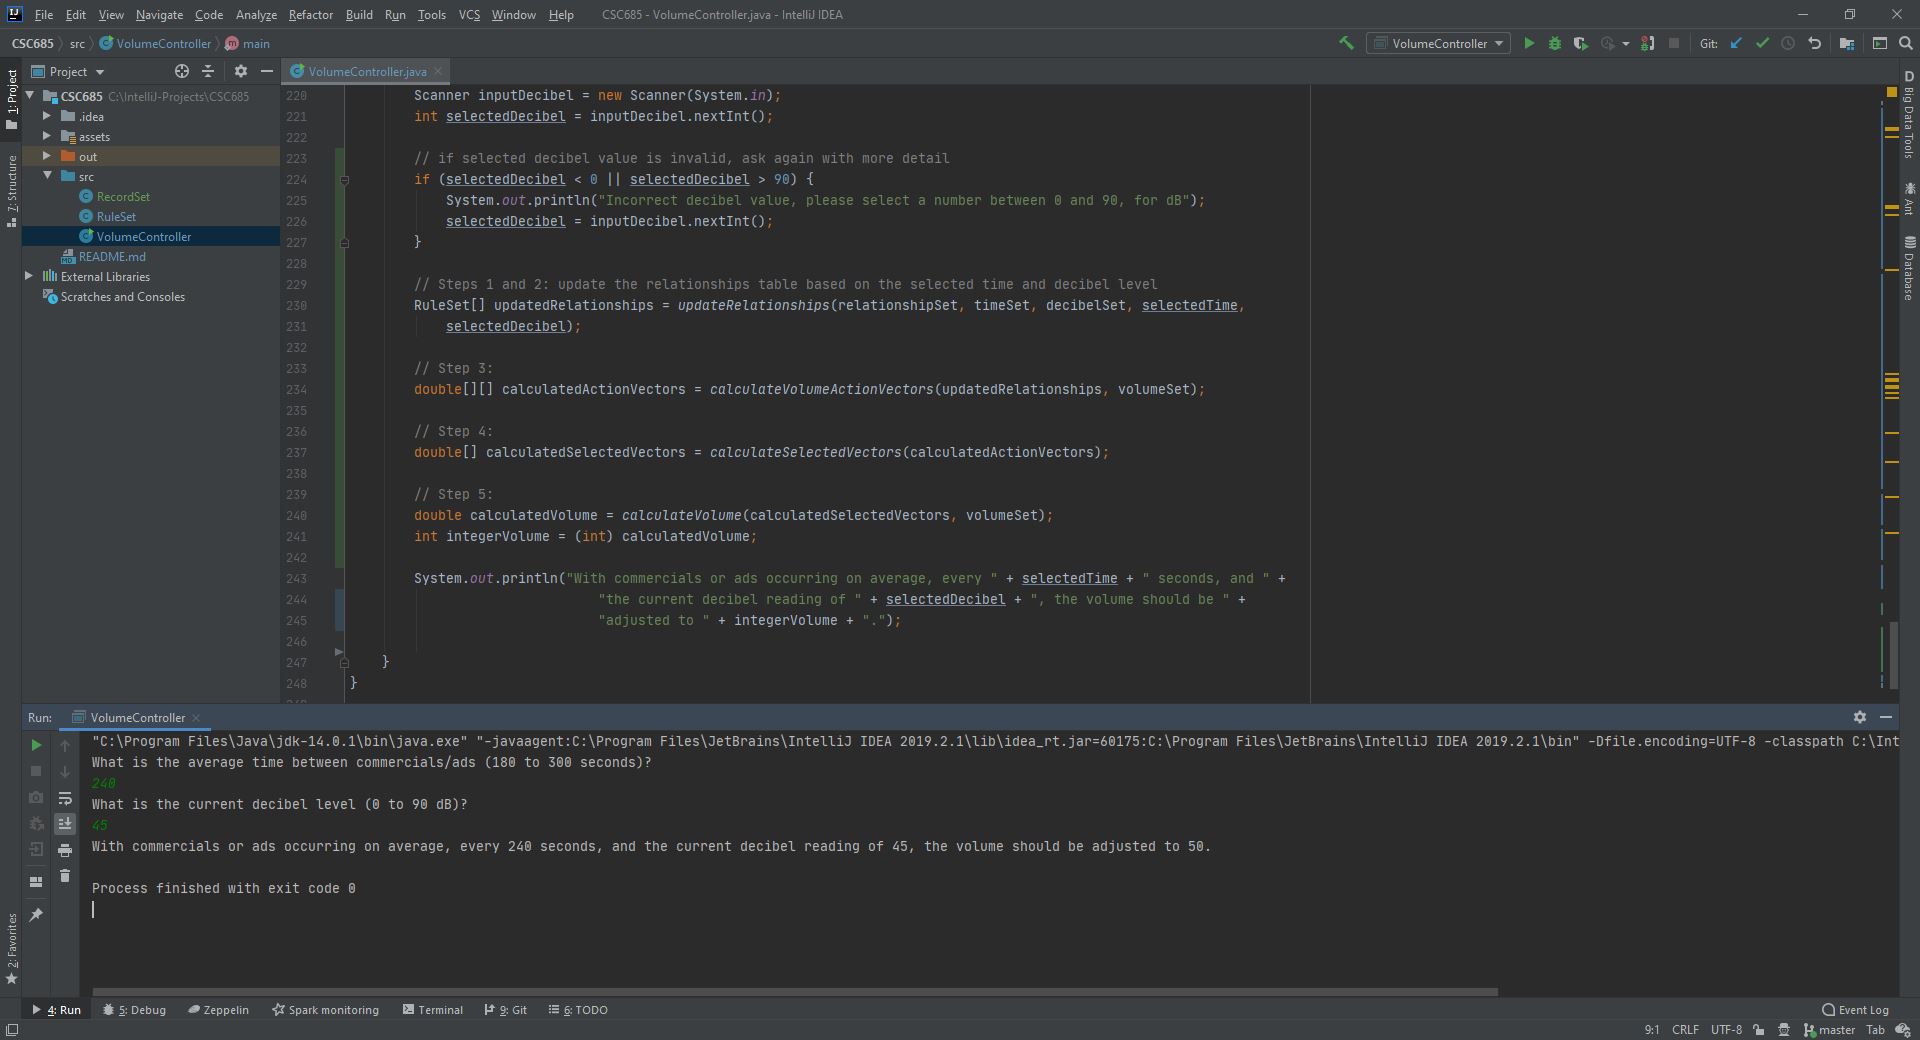 File Edit View Navigate Code Analyze Refactor Build Run Tools VCS Window Help CSC685 - VolumeController.java - IntelliJ IDEA
CSC685 src VolumeController main VolumeController Git:
Project VolumeController.java
1: Project
7: Structure
2: Favorites
CSC685 C:\IntelliJ-Projects\CSC685
.idea
assets
out
src
RecordSet
RuleSet
VolumeController
README.md
External Libraries
Scratches and Consoles
220 Scanner inputDecibel = new Scanner(System.in);
221 int selectedDecibel = inputDecibel.nextInt();
222
223 // if selected decibel value is invalid, ask again with more detail
224 if (selectedDecibel < 0 || selectedDecibel > 90) {
225 System.out.println("Incorrect decibel value, please select a number between 0 and 90, for dB");
226 selectedDecibel = inputDecibel.nextInt();
227 }
228
229 // Steps 1 and 2: update the relationships table based on the selected time and decibel level
230 RuleSet[] updatedRelationships = updateRelationships(relationshipSet, timeSet, decibelSet, selectedTime,
231 selectedDecibel);
232
233 // Step 3:
234 double[][] calculatedActionVectors = calculateVolumeActionVectors(updatedRelationships, volumeSet);
235
236 // Step 4:
237 double[] calculatedSelectedVectors = calculateSelectedVectors(calculatedActionVectors);
238
239 // Step 5:
240 double calculatedVolume = calculateVolume(calculatedSelectedVectors, volumeSet);
241 int integerVolume = (int) calculatedVolume;
242
243 System.out.println("With commercials or ads occurring on average, every " + selectedTime + " seconds, and " +
244 "the current decibel reading of " + selectedDecibel + ", the volume should be " +
245 "adjusted to " + integerVolume + ".");
246
247 }
248 }
Big Data Tools
Ant
Database
Run: VolumeController
"C:\Program Files\Java\jdk-14.0.1\bin\java.exe" "-javaagent:C:\Program Files\JetBrains\IntelliJ IDEA 2019.2.1\lib\idea_rt.jar=60175:C:\Program Files\JetBrains\IntelliJ IDEA 2019.2.1\bin" -Dfile.encoding=UTF-8 -classpath C:\Int
What is the average time between commercials/ads (180 to 300 seconds)?
240
What is the current decibel level (0 to 90 dB)?
45
With commercials or ads occurring on average, every 240 seconds, and the current decibel reading of 45, the volume should be adjusted to 50.
Process finished with exit code 0
4: Run 5: Debug Zeppelin Spark monitoring Terminal 9: Git 6: TODO Event Log
9:1 CRLF UTF-8 master Tab